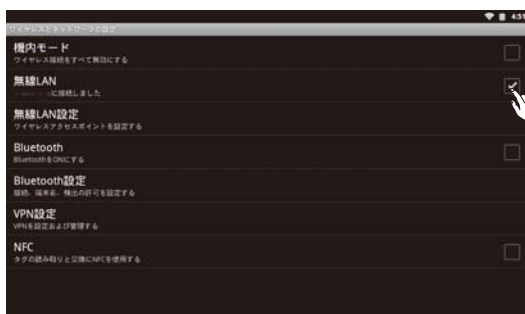 4:51
ワイヤレスとネットワークの設定
機内モード
ワイヤレス接続をすべて無効にする
無線LAN
に接続しました
無線LAN設定
ワイヤレスアクセスポイントを設定する
Bluetooth
BluetoothをONにする
Bluetooth設定
接続、端末名、検出の許可を設定する
VPN設定
VPNを設定および管理する
NFC
タグの読み取りと交換にNFCを使用する